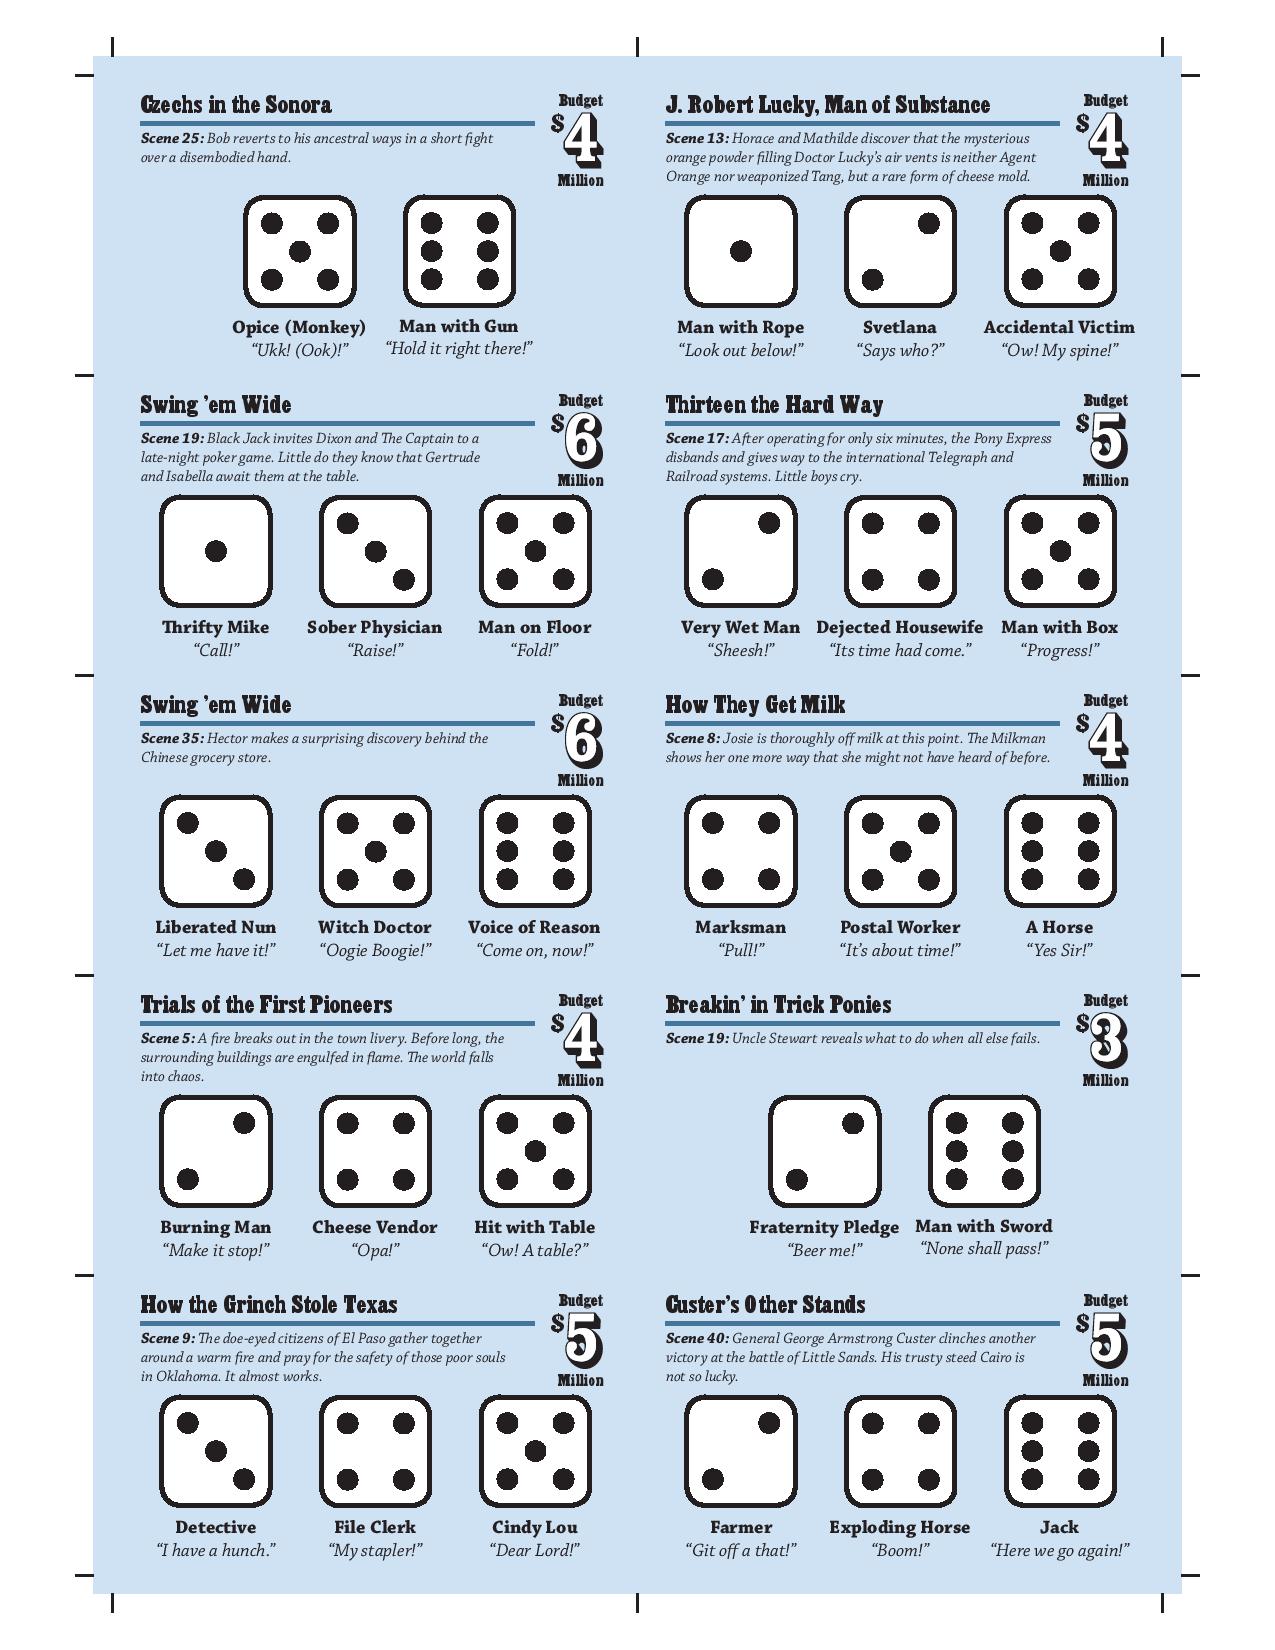 Czechs in the Sonora
Budget
$4
Million
Scene 25: Bob reverts to his ancestral ways in a short fight
over a disembodied hand.
Opice (Monkey)
“Ukk! (Ook)!”
Man with Gun
“Hold it right there!”
J. Robert Lucky, Man of Substance
Budget
$4
Million
Scene 13: Horace and Mathilde discover that the mysterious
orange powder filling Doctor Lucky’s air vents is neither Agent
Orange nor weaponized Tang, but a rare form of cheese mold.
Man with Rope
“Look out below!”
Svetlana
“Says who?”
Accidental Victim
“Ow! My spine!”
Swing ’em Wide
Budget
$6
Million
Scene 19: Black Jack invites Dixon and The Captain to a
late-night poker game. Little do they know that Gertrude
and Isabella await them at the table.
Thrifty Mike
“Call!”
Sober Physician
“Raise!”
Man on Floor
“Fold!”
Thirteen the Hard Way
Budget
$5
Million
Scene 17: After operating for only six minutes, the Pony Express
disbands and gives way to the international Telegraph and
Railroad systems. Little boys cry.
Very Wet Man
“Sheesh!”
Dejected Housewife
“Its time had come.”
Man with Box
“Progress!”
Swing ’em Wide
Budget
$6
Million
Scene 35: Hector makes a surprising discovery behind the
Chinese grocery store.
Liberated Nun
“Let me have it!”
Witch Doctor
“Oogie Boogie!”
Voice of Reason
“Come on, now!”
How They Get Milk
Budget
$4
Million
Scene 8: Josie is thoroughly off milk at this point. The Milkman
shows her one more way that she might not have heard of before.
Marksman
“Pull!”
Postal Worker
“It’s about time!”
A Horse
“Yes Sir!”
Trials of the First Pioneers
Budget
$4
Million
Scene 5: A fire breaks out in the town livery. Before long, the
surrounding buildings are engulfed in flame. The world falls
into chaos.
Burning Man
“Make it stop!”
Cheese Vendor
“Opa!”
Hit with Table
“Ow! A table?”
Breakin’ in Trick Ponies
Budget
$3
Million
Scene 19: Uncle Stewart reveals what to do when all else fails.
Fraternity Pledge
“Beer me!”
Man with Sword
“None shall pass!”
How the Grinch Stole Texas
Budget
$5
Million
Scene 9: The doe-eyed citizens of El Paso gather together
around a warm fire and pray for the safety of those poor souls
in Oklahoma. It almost works.
Detective
“I have a hunch.”
File Clerk
“My stapler!”
Cindy Lou
“Dear Lord!”
Custer’s Other Stands
Budget
$5
Million
Scene 40: General George Armstrong Custer clinches another
victory at the battle of Little Sands. His trusty steed Cairo is
not so lucky.
Farmer
“Git off a that!”
Exploding Horse
“Boom!”
Jack
“Here we go again!”